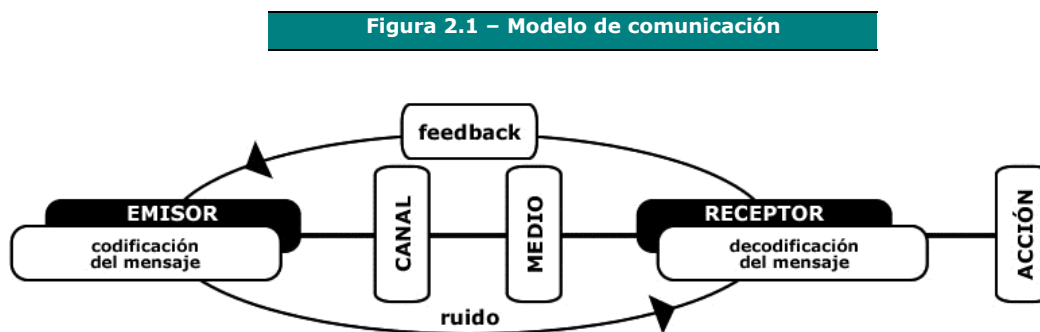 Figura 2.1 – Modelo de comunicación
feedback
EMISOR
codificación
del mensaje
CANAL
MEDIO
RECEPTOR
decodificación
del mensaje
ACCIÓN
ruido